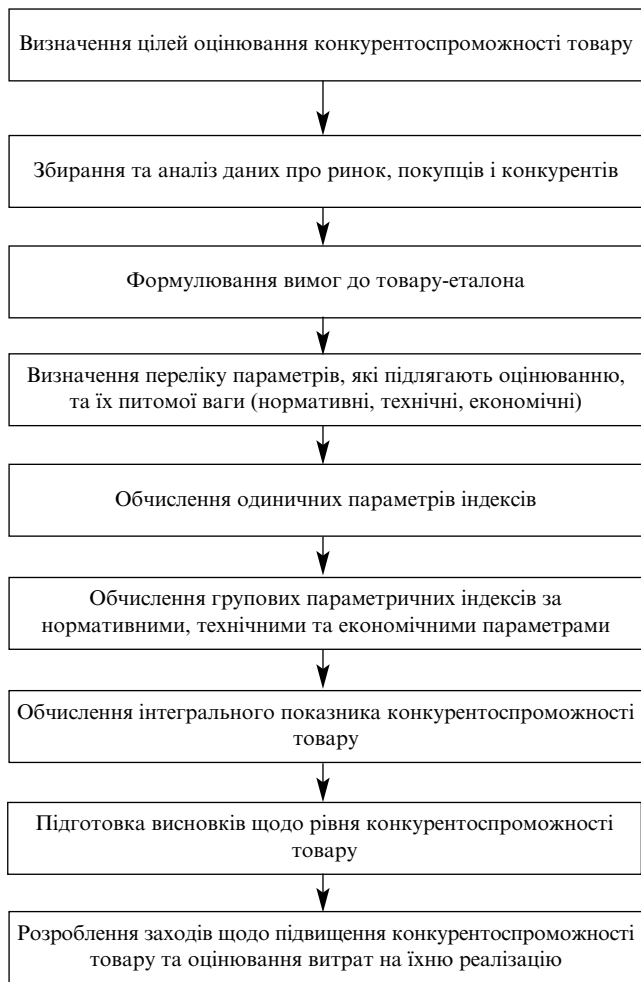 Визначення цілей оцінювання конкурентоспроможності товару
Збирання та аналіз даних про ринок, покупців і конкурентів
Формулювання вимог до товару-еталона
Визначення переліку параметрів, які підлягають оцінюванню,
та їх питомої ваги (нормативні, технічні, економічні)
Обчислення одиничних параметрів індексів
Обчислення групових параметричних індексів за
нормативними, технічними та економічними параметрами
Обчислення інтегрального показника конкурентоспроможності
товару
Підготовка висновків щодо рівня конкурентоспроможності
товару
Розроблення заходів щодо підвищення конкурентоспроможності
товару та оцінювання витрат на їхню реалізацію